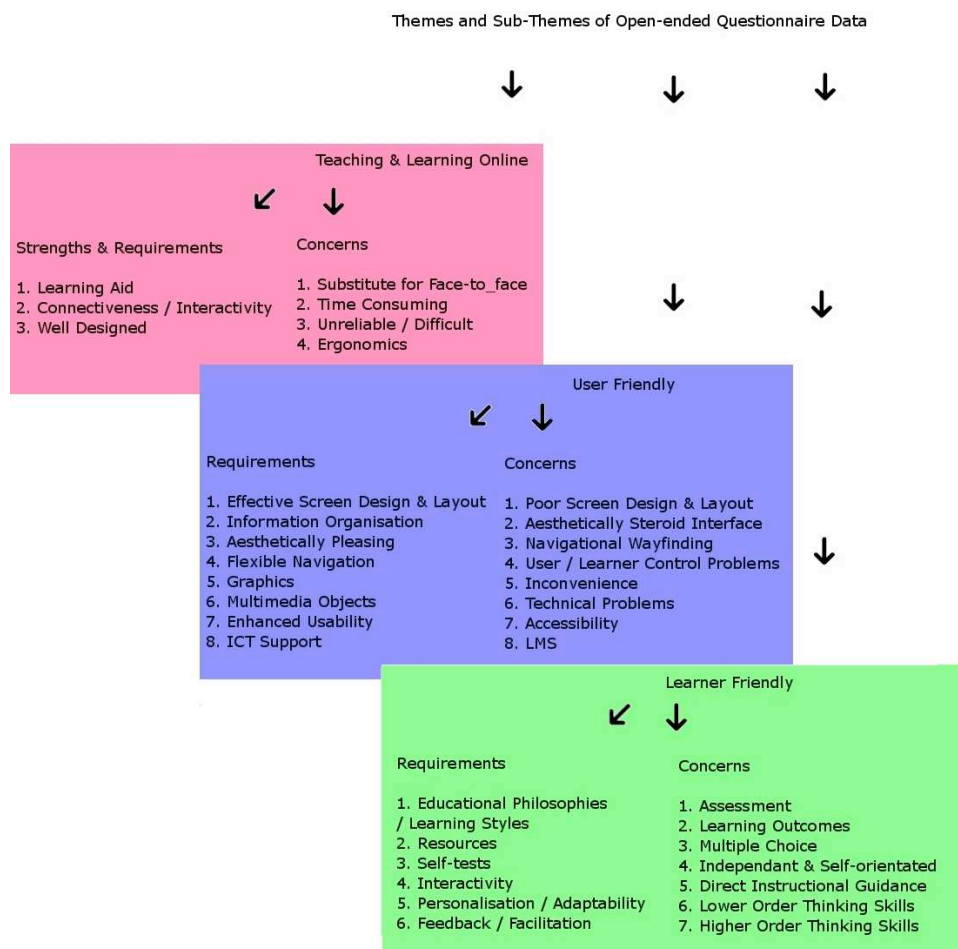 Themes and Sub-Themes of Open-ended Questionnaire Data
Teaching & Learning Online
Strengths & Requirements
1. Learning Aid
2. Connectiveness / Interactivity
3. Well Designed
Concerns
1. Substitute for Face-to_face
2. Time Consuming
3. Unreliable / Difficult
4. Ergonomics
User Friendly
Requirements
1. Effective Screen Design & Layout
2. Information Organisation
3. Aesthetically Pleasing
4. Flexible Navigation
5. Graphics
6. Multimedia Objects
7. Enhanced Usability
8. ICT Support
Concerns
1. Poor Screen Design & Layout
2. Aesthetically Steroid Interface
3. Navigational Wayfinding
4. User / Learner Control Problems
5. Inconvenience
6. Technical Problems
7. Accessibility
8. LMS
Learner Friendly
Requirements
1. Educational Philosophies
/ Learning Styles
2. Resources
3. Self-tests
4. Interactivity
5. Personalisation / Adaptability
6. Feedback / Facilitation
Concerns
1. Assessment
2. Learning Outcomes
3. Multiple Choice
4. Independant & Self-orientated
5. Direct Instructional Guidance
6. Lower Order Thinking Skills
7. Higher Order Thinking Skills